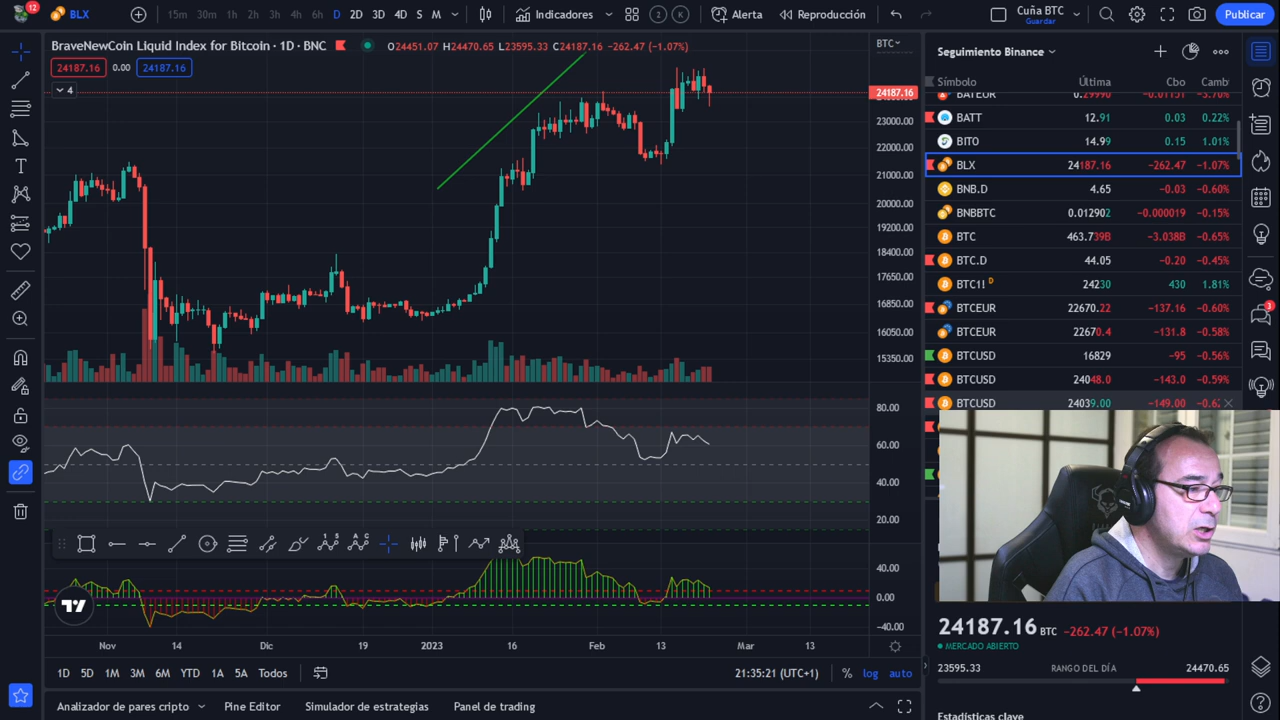 12
BLX
15m 30m 1h 2h 3h 4h 6h D 2D 3D 4D S M
Indicadores
2 K
Alerta
Reproducción
Cuña BTC
Guardar
Publicar
BraveNewCoin Liquid Index for Bitcoin · 1D · BNC
O24451.07 H24470.65 L23595.33 C24187.16 −262.47 (−1.07%)
24187.16 0.00 24187.16
4
BTC
24187.16
23000.00
22000.00
21000.00
20000.00
19200.00
18400.00
17650.00
16850.00
16050.00
15350.00
80.00
60.00
40.00
20.00
40.00
0.00
−40.00
Nov 14 Dic 19 2023 16 Feb 13 Mar 13
1D 5D 1M 3M 6M YTD 1A 5A Todos
21:35:21 (UTC+1)
% log auto
Analizador de pares cripto
Pine Editor
Simulador de estrategias
Panel de trading
Seguimiento Binance
Símbolo Última Cbo Camb
BATEUR 0.29990 −0.01151 −3.70%
BATT 12.91 0.03 0.22%
BITO 14.99 0.15 1.01%
BLX 24187.16 −262.47 −1.07%
BNB.D 4.65 −0.03 −0.60%
BNBBTC 0.012902 −0.000019 −0.15%
BTC 463.739B −3.038B −0.65%
BTC.D 44.05 −0.20 −0.45%
BTC1! D 24230 430 1.81%
BTCEUR 22670.22 −137.16 −0.60%
BTCEUR 22670.4 −131.8 −0.58%
BTCUSD 16829 −95 −0.56%
BTCUSD 24048.0 −143.0 −0.59%
BTCUSD 24039.00 −149.00
3
24187.16 BTC −262.47 (−1.07%)
MERCADO ABIERTO
23595.33 RANGO DEL DÍA 24470.65
Estadísticas clave